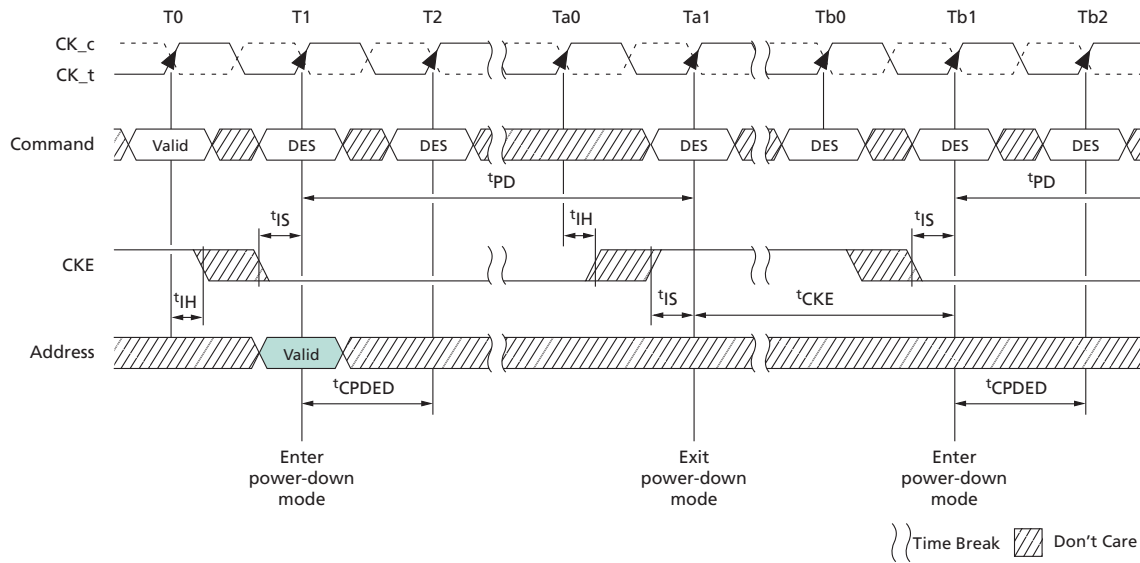 T0 T1 T2 Ta0 Ta1 Tb0 Tb1 Tb2
CK_c
CK_t
Command Valid DES DES DES DES DES DES
tPD tPD
tIS tIH tIS
CKE
tIH tIS tCKE
Address Valid
tCPDED tCPDED
Enter
power-down
mode
Exit
power-down
mode
Enter
power-down
mode
Time Break Don't Care